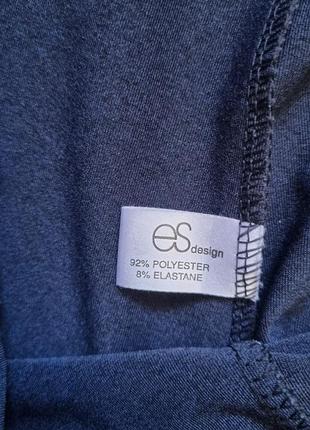 es design
92% POLYESTER
8% ELASTANE